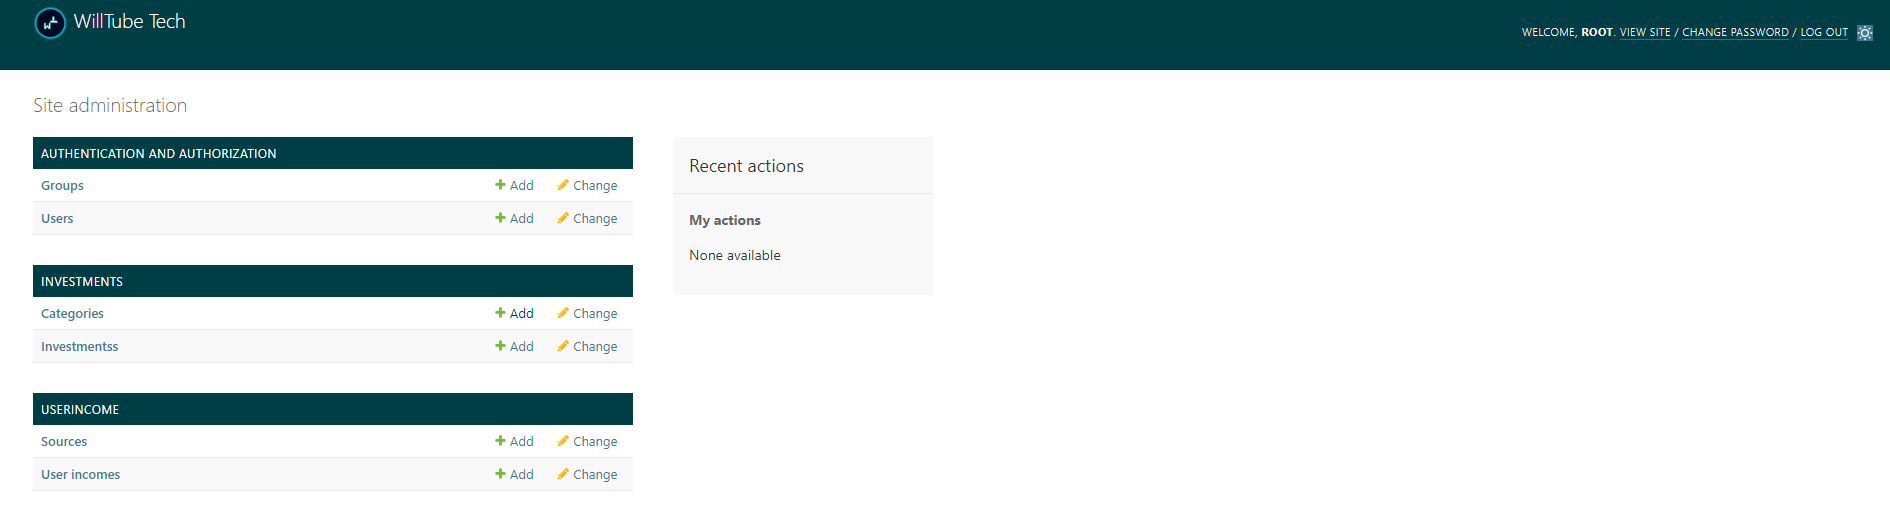 WillTube Tech
WELCOME, ROOT. VIEW SITE / CHANGE PASSWORD / LOG OUT
Site administration
AUTHENTICATION AND AUTHORIZATION
Groups Add Change
Users Add Change
INVESTMENTS
Categories Add Change
Investmentss Add Change
USERINCOME
Sources Add Change
User incomes Add Change
Recent actions
My actions
None available